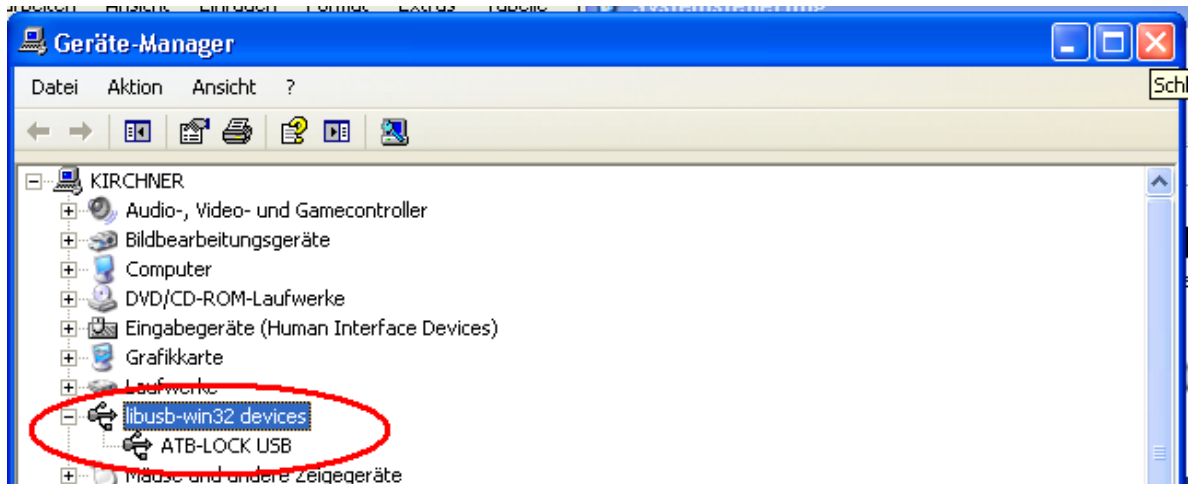 Geräte-Manager
Datei Aktion Ansicht ?
KIRCHNER
Audio-, Video- und Gamecontroller
Bildbearbeitungsgeräte
Computer
DVD/CD-ROM-Laufwerke
Eingabegeräte (Human Interface Devices)
Grafikkarte
Laufwerke
libusb-win32 devices
ATB-LOCK USB
Mäuse und andere Zeigegeräte